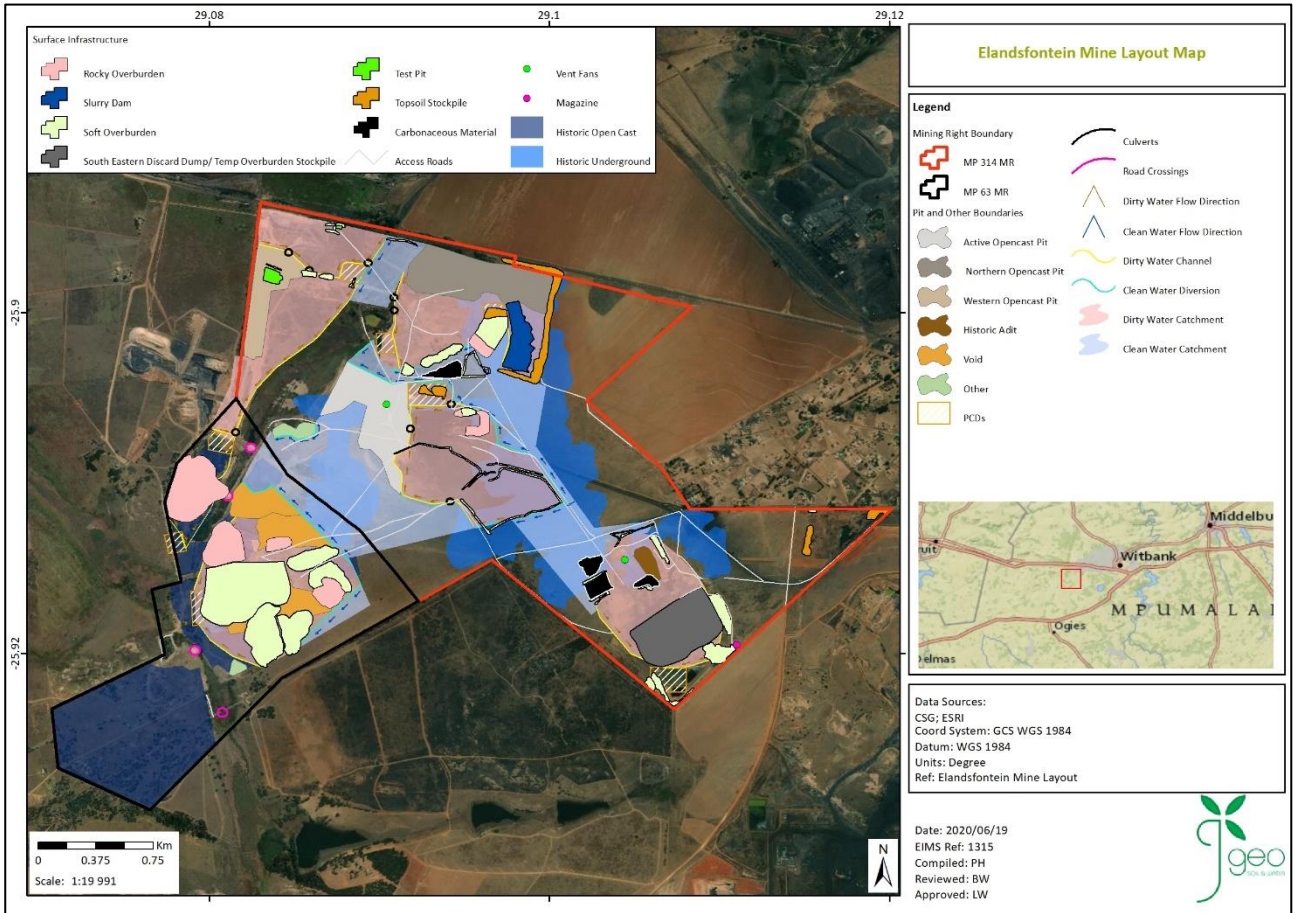 29.08
29.1
29.12
-25.9
-25.92
Surface Infrastructure
Rocky Overburden
Slurry Dam
Soft Overburden
South Eastern Discard Dump/ Temp Overburden Stockpile
Test Pit
Topsoil Stockpile
Carbonaceous Material
Access Roads
Vent Fans
Magazine
Historic Open Cast
Historic Underground
0 0.375 0.75 Km
Scale: 1:19 991
N
Elandsfontein Mine Layout Map
Legend
Mining Right Boundary
MP 314 MR
MP 63 MR
Pit and Other Boundaries
Active Opencast Pit
Northern Opencast Pit
Western Opencast Pit
Historic Adit
Void
Other
PCDs
Culverts
Road Crossings
Dirty Water Flow Direction
Clean Water Flow Direction
Dirty Water Channel
Clean Water Diversion
Dirty Water Catchment
Clean Water Catchment
Middelbu
ruit
Witbank
MPUMALA
Ogies
elmas
Data Sources:
CSG; ESRI
Coord System: GCS WGS 1984
Datum: WGS 1984
Units: Degree
Ref: Elandsfontein Mine Layout
Date: 2020/06/19
EIMS Ref: 1315
Compiled: PH
Reviewed: BW
Approved: LW
geo